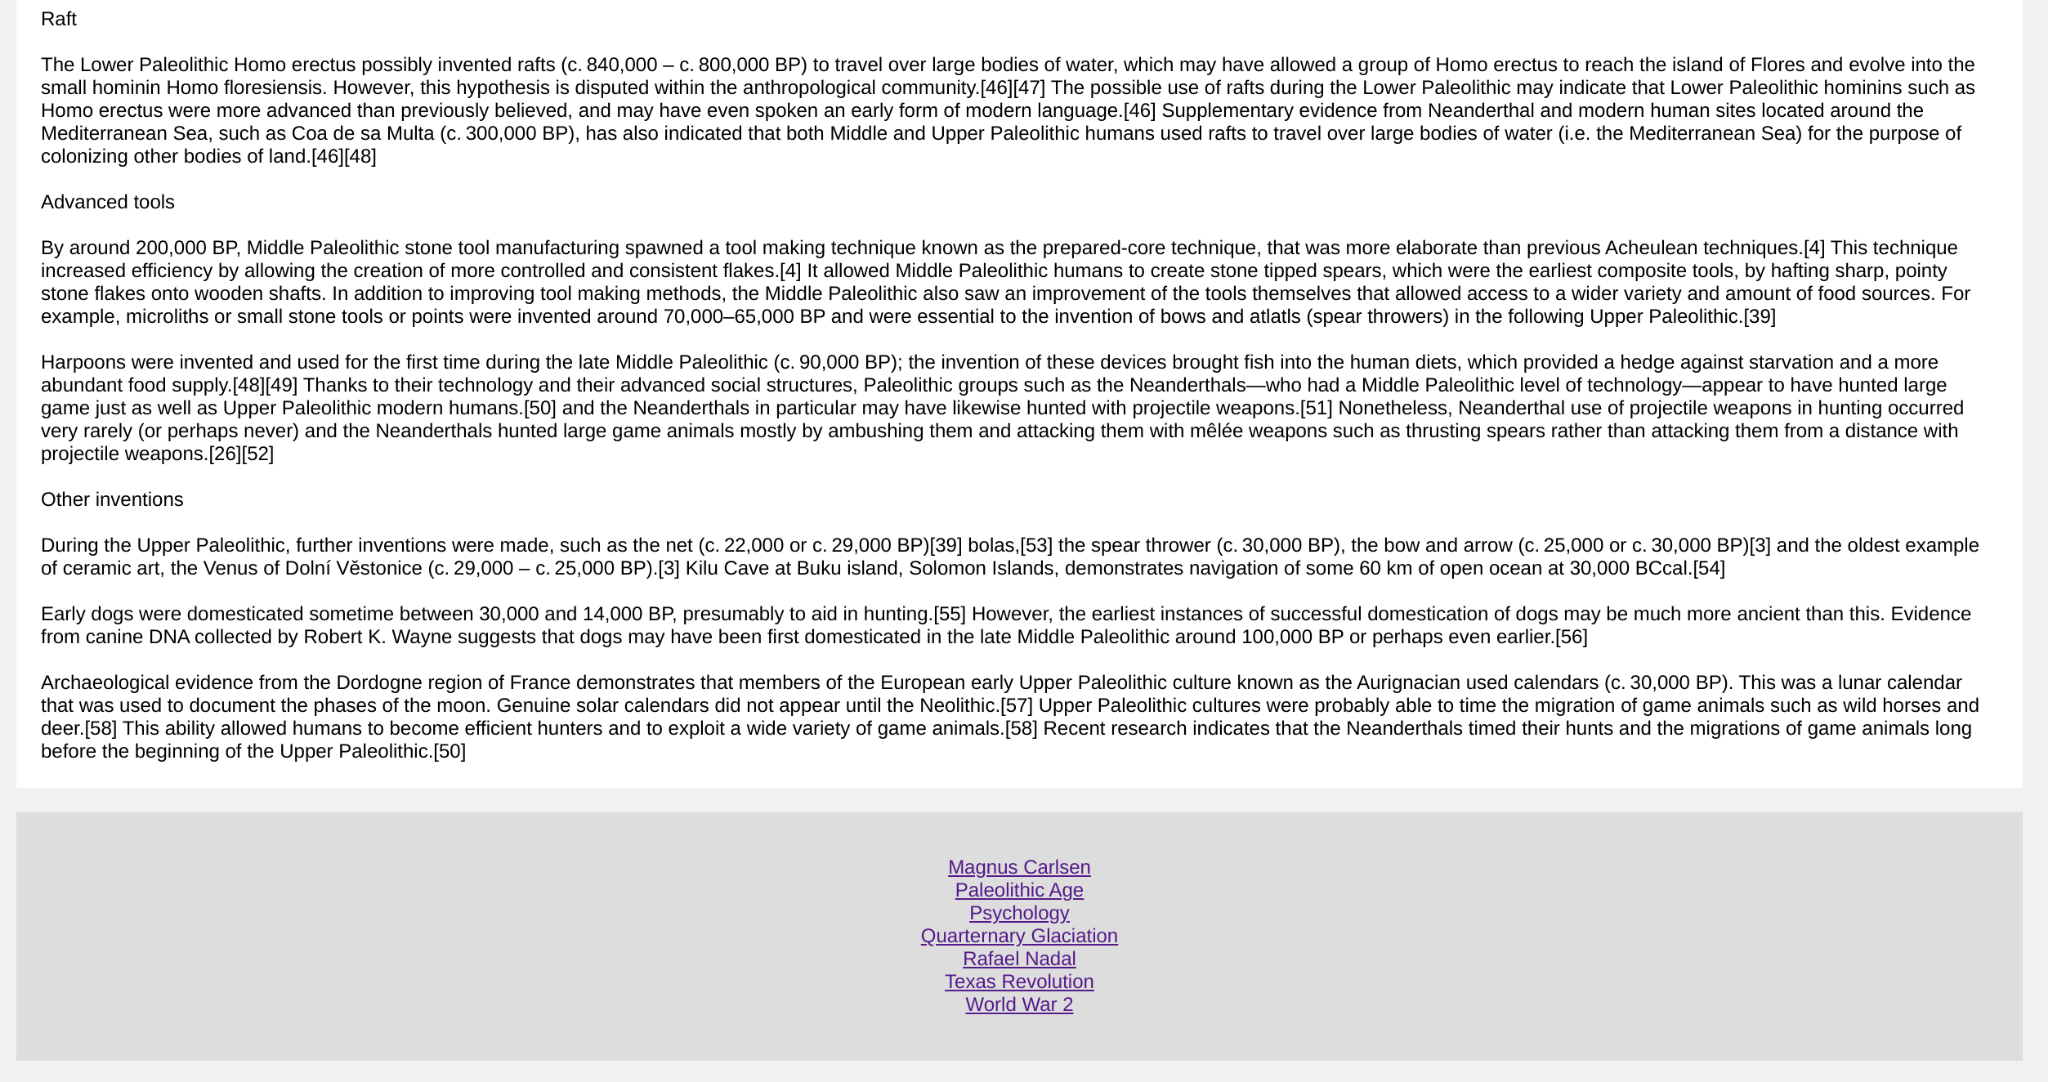 Raft
The Lower Paleolithic Homo erectus possibly invented rafts (c. 840,000 – c. 800,000 BP) to travel over large bodies of water, which may have allowed a group of Homo erectus to reach the island of Flores and evolve into the
small hominin Homo floresiensis. However, this hypothesis is disputed within the anthropological community.[46][47] The possible use of rafts during the Lower Paleolithic may indicate that Lower Paleolithic hominins such as
Homo erectus were more advanced than previously believed, and may have even spoken an early form of modern language.[46] Supplementary evidence from Neanderthal and modern human sites located around the
Mediterranean Sea, such as Coa de sa Multa (c. 300,000 BP), has also indicated that both Middle and Upper Paleolithic humans used rafts to travel over large bodies of water (i.e. the Mediterranean Sea) for the purpose of
colonizing other bodies of land.[46][48]
Advanced tools
By around 200,000 BP, Middle Paleolithic stone tool manufacturing spawned a tool making technique known as the prepared-core technique, that was more elaborate than previous Acheulean techniques.[4] This technique
increased efficiency by allowing the creation of more controlled and consistent flakes.[4] It allowed Middle Paleolithic humans to create stone tipped spears, which were the earliest composite tools, by hafting sharp, pointy
stone flakes onto wooden shafts. In addition to improving tool making methods, the Middle Paleolithic also saw an improvement of the tools themselves that allowed access to a wider variety and amount of food sources. For
example, microliths or small stone tools or points were invented around 70,000–65,000 BP and were essential to the invention of bows and atlatls (spear throwers) in the following Upper Paleolithic.[39]
Harpoons were invented and used for the first time during the late Middle Paleolithic (c. 90,000 BP); the invention of these devices brought fish into the human diets, which provided a hedge against starvation and a more
abundant food supply.[48][49] Thanks to their technology and their advanced social structures, Paleolithic groups such as the Neanderthals—who had a Middle Paleolithic level of technology—appear to have hunted large
game just as well as Upper Paleolithic modern humans.[50] and the Neanderthals in particular may have likewise hunted with projectile weapons.[51] Nonetheless, Neanderthal use of projectile weapons in hunting occurred
very rarely (or perhaps never) and the Neanderthals hunted large game animals mostly by ambushing them and attacking them with mêlée weapons such as thrusting spears rather than attacking them from a distance with
projectile weapons.[26][52]
Other inventions
During the Upper Paleolithic, further inventions were made, such as the net (c. 22,000 or c. 29,000 BP)[39] bolas,[53] the spear thrower (c. 30,000 BP), the bow and arrow (c. 25,000 or c. 30,000 BP)[3] and the oldest example
of ceramic art, the Venus of Dolní Věstonice (c. 29,000 – c. 25,000 BP).[3] Kilu Cave at Buku island, Solomon Islands, demonstrates navigation of some 60 km of open ocean at 30,000 BCcal.[54]
Early dogs were domesticated sometime between 30,000 and 14,000 BP, presumably to aid in hunting.[55] However, the earliest instances of successful domestication of dogs may be much more ancient than this. Evidence
from canine DNA collected by Robert K. Wayne suggests that dogs may have been first domesticated in the late Middle Paleolithic around 100,000 BP or perhaps even earlier.[56]
Archaeological evidence from the Dordogne region of France demonstrates that members of the European early Upper Paleolithic culture known as the Aurignacian used calendars (c. 30,000 BP). This was a lunar calendar
that was used to document the phases of the moon. Genuine solar calendars did not appear until the Neolithic.[57] Upper Paleolithic cultures were probably able to time the migration of game animals such as wild horses and
deer.[58] This ability allowed humans to become efficient hunters and to exploit a wide variety of game animals.[58] Recent research indicates that the Neanderthals timed their hunts and the migrations of game animals long
before the beginning of the Upper Paleolithic.[50]
Magnus Carlsen
Paleolithic Age
Psychology
Quarternary Glaciation
Rafael Nadal
Texas Revolution
World War 2